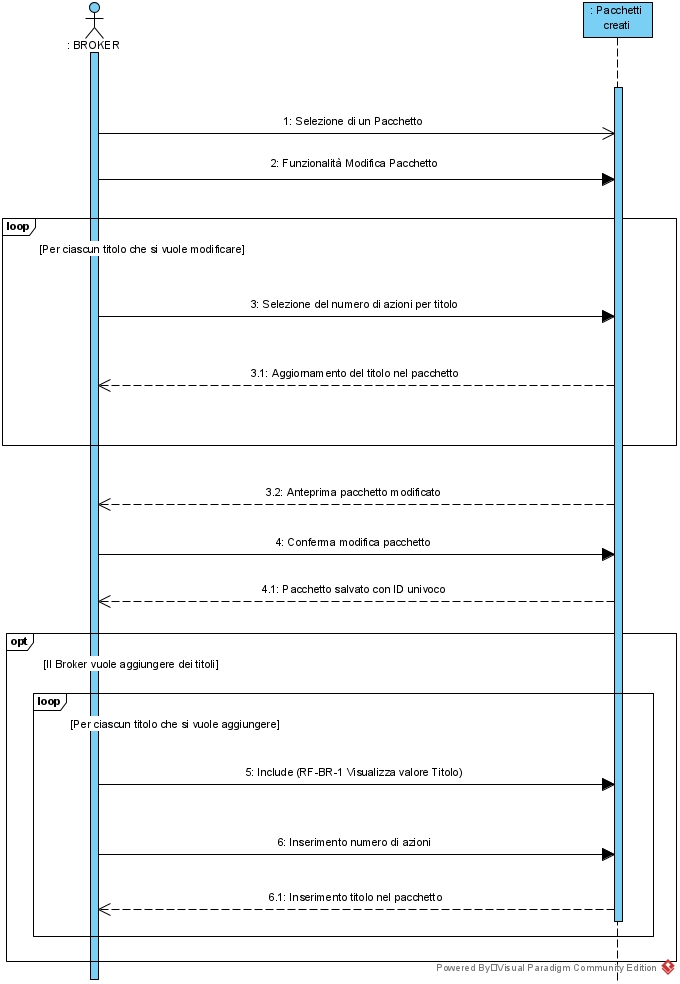 : BROKER
: Pacchetti
creati
1: Selezione di un Pacchetto
2: Funzionalità Modifica Pacchetto
loop
[Per ciascun titolo che si vuole modificare]
3: Selezione del numero di azioni per titolo
3.1: Aggiornamento del titolo nel pacchetto
3.2: Anteprima pacchetto modificato
4: Conferma modifica pacchetto
4.1: Pacchetto salvato con ID univoco
opt
[Il Broker vuole aggiungere dei titoli]
loop
[Per ciascun titolo che si vuole aggiungere]
5: Include (RF-BR-1 Visualizza valore Titolo)
6: Inserimento numero di azioni
6.1: Inserimento titolo nel pacchetto
Powered By Visual Paradigm Community Edition